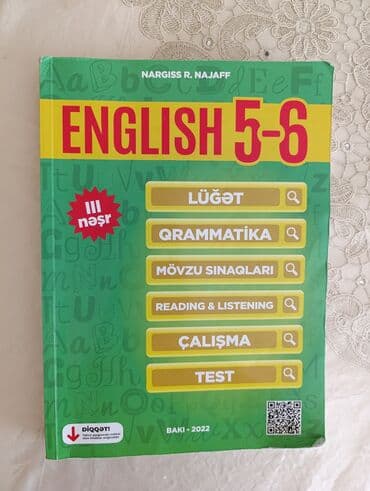 NARGISS R. NAJAFF
ENGLISH 5-6
III
nəşr
LÜĞƏT
QRAMMATİKA
MÖVZU SINAQLARI
READING & LISTENING
ÇALIŞMA
TEST
DİQQƏT!
BAKI - 2022